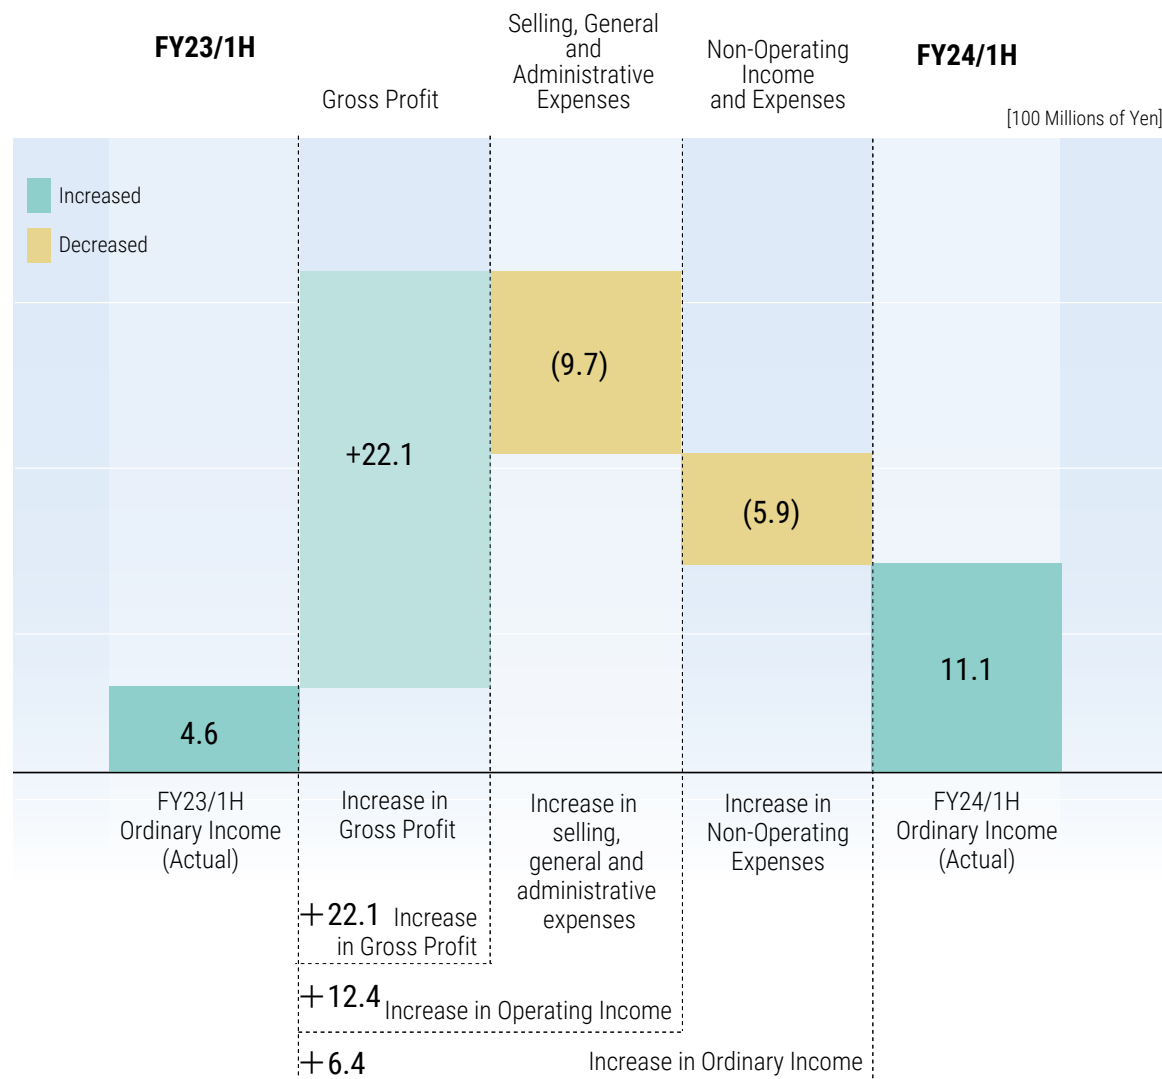 FY23/1H
Gross Profit
Selling, General
and
Administrative
Expenses
Non-Operating
Income
and Expenses
FY24/1H
[100 Millions of Yen]
Increased
Decreased
(9.7)
+22.1
(5.9)
11.1
4.6
FY23/1H
Ordinary Income
(Actual)
Increase in
Gross Profit
Increase in
selling,
general and
administrative
expenses
Increase in
Non-Operating
Expenses
FY24/1H
Ordinary Income
(Actual)
+22.1 Increase
in Gross Profit
+12.4 Increase in Operating Income
+6.4 Increase in Ordinary Income